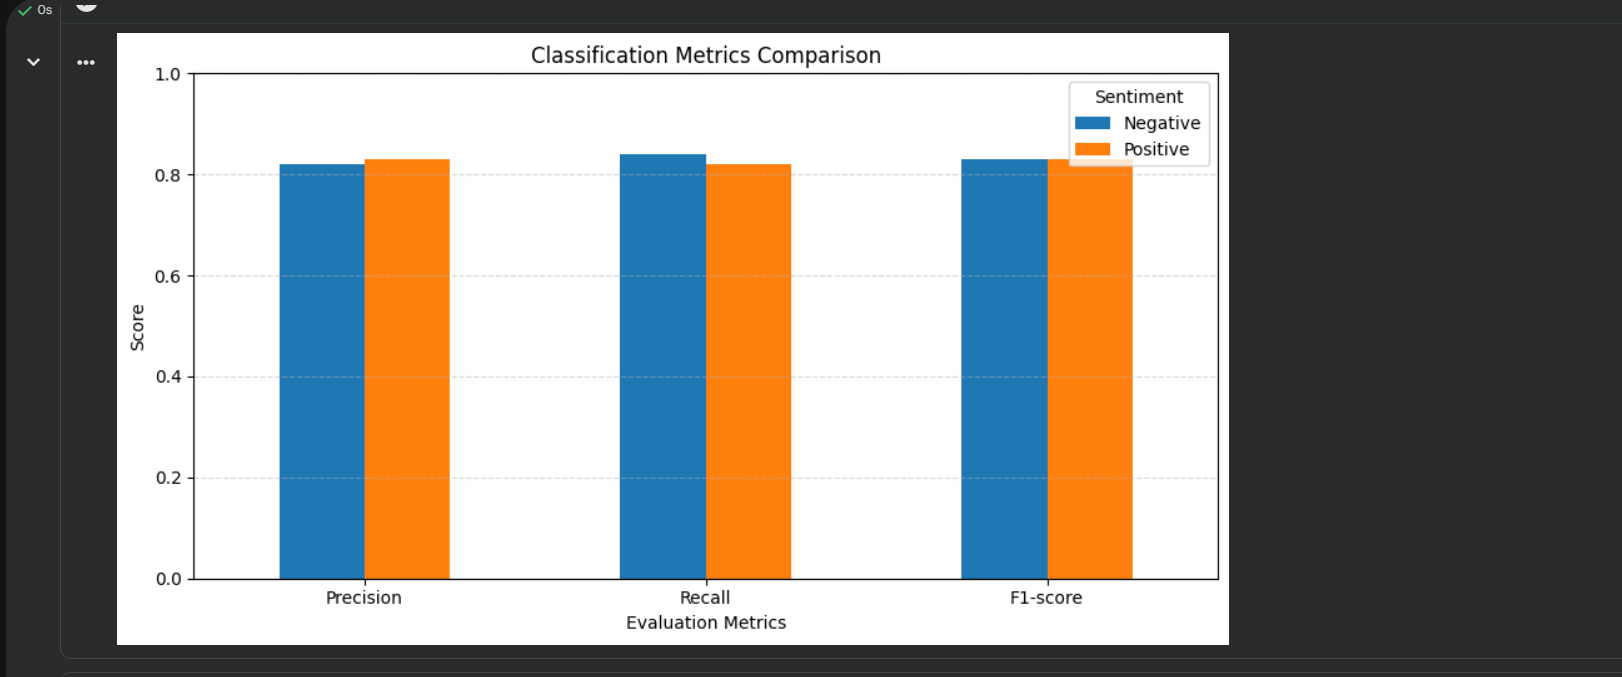 0s
Classification Metrics Comparison
1.0
0.8
0.6
0.4
0.2
0.0
Score
Sentiment
Negative
Positive
Precision
Recall
F1-score
Evaluation Metrics